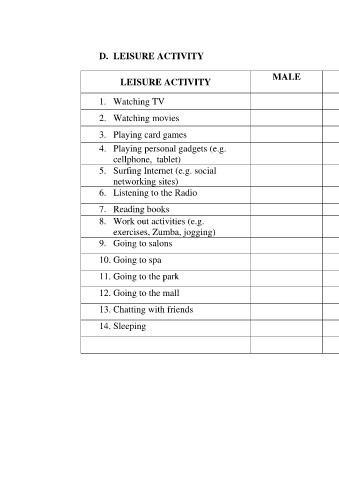 D. LEISURE ACTIVITY
LEISURE ACTIVITY
MALE
1. Watching TV
2. Watching movies
3. Playing card games
4. Playing personal gadgets (e.g.
cellphone, tablet)
5. Surfing Internet (e.g. social
networking sites)
6. Listening to the Radio
7. Reading books
8. Work out activities (e.g.
exercises, Zumba, jogging)
9. Going to salons
10. Going to spa
11. Going to the park
12. Going to the mall
13. Chatting with friends
14. Sleeping